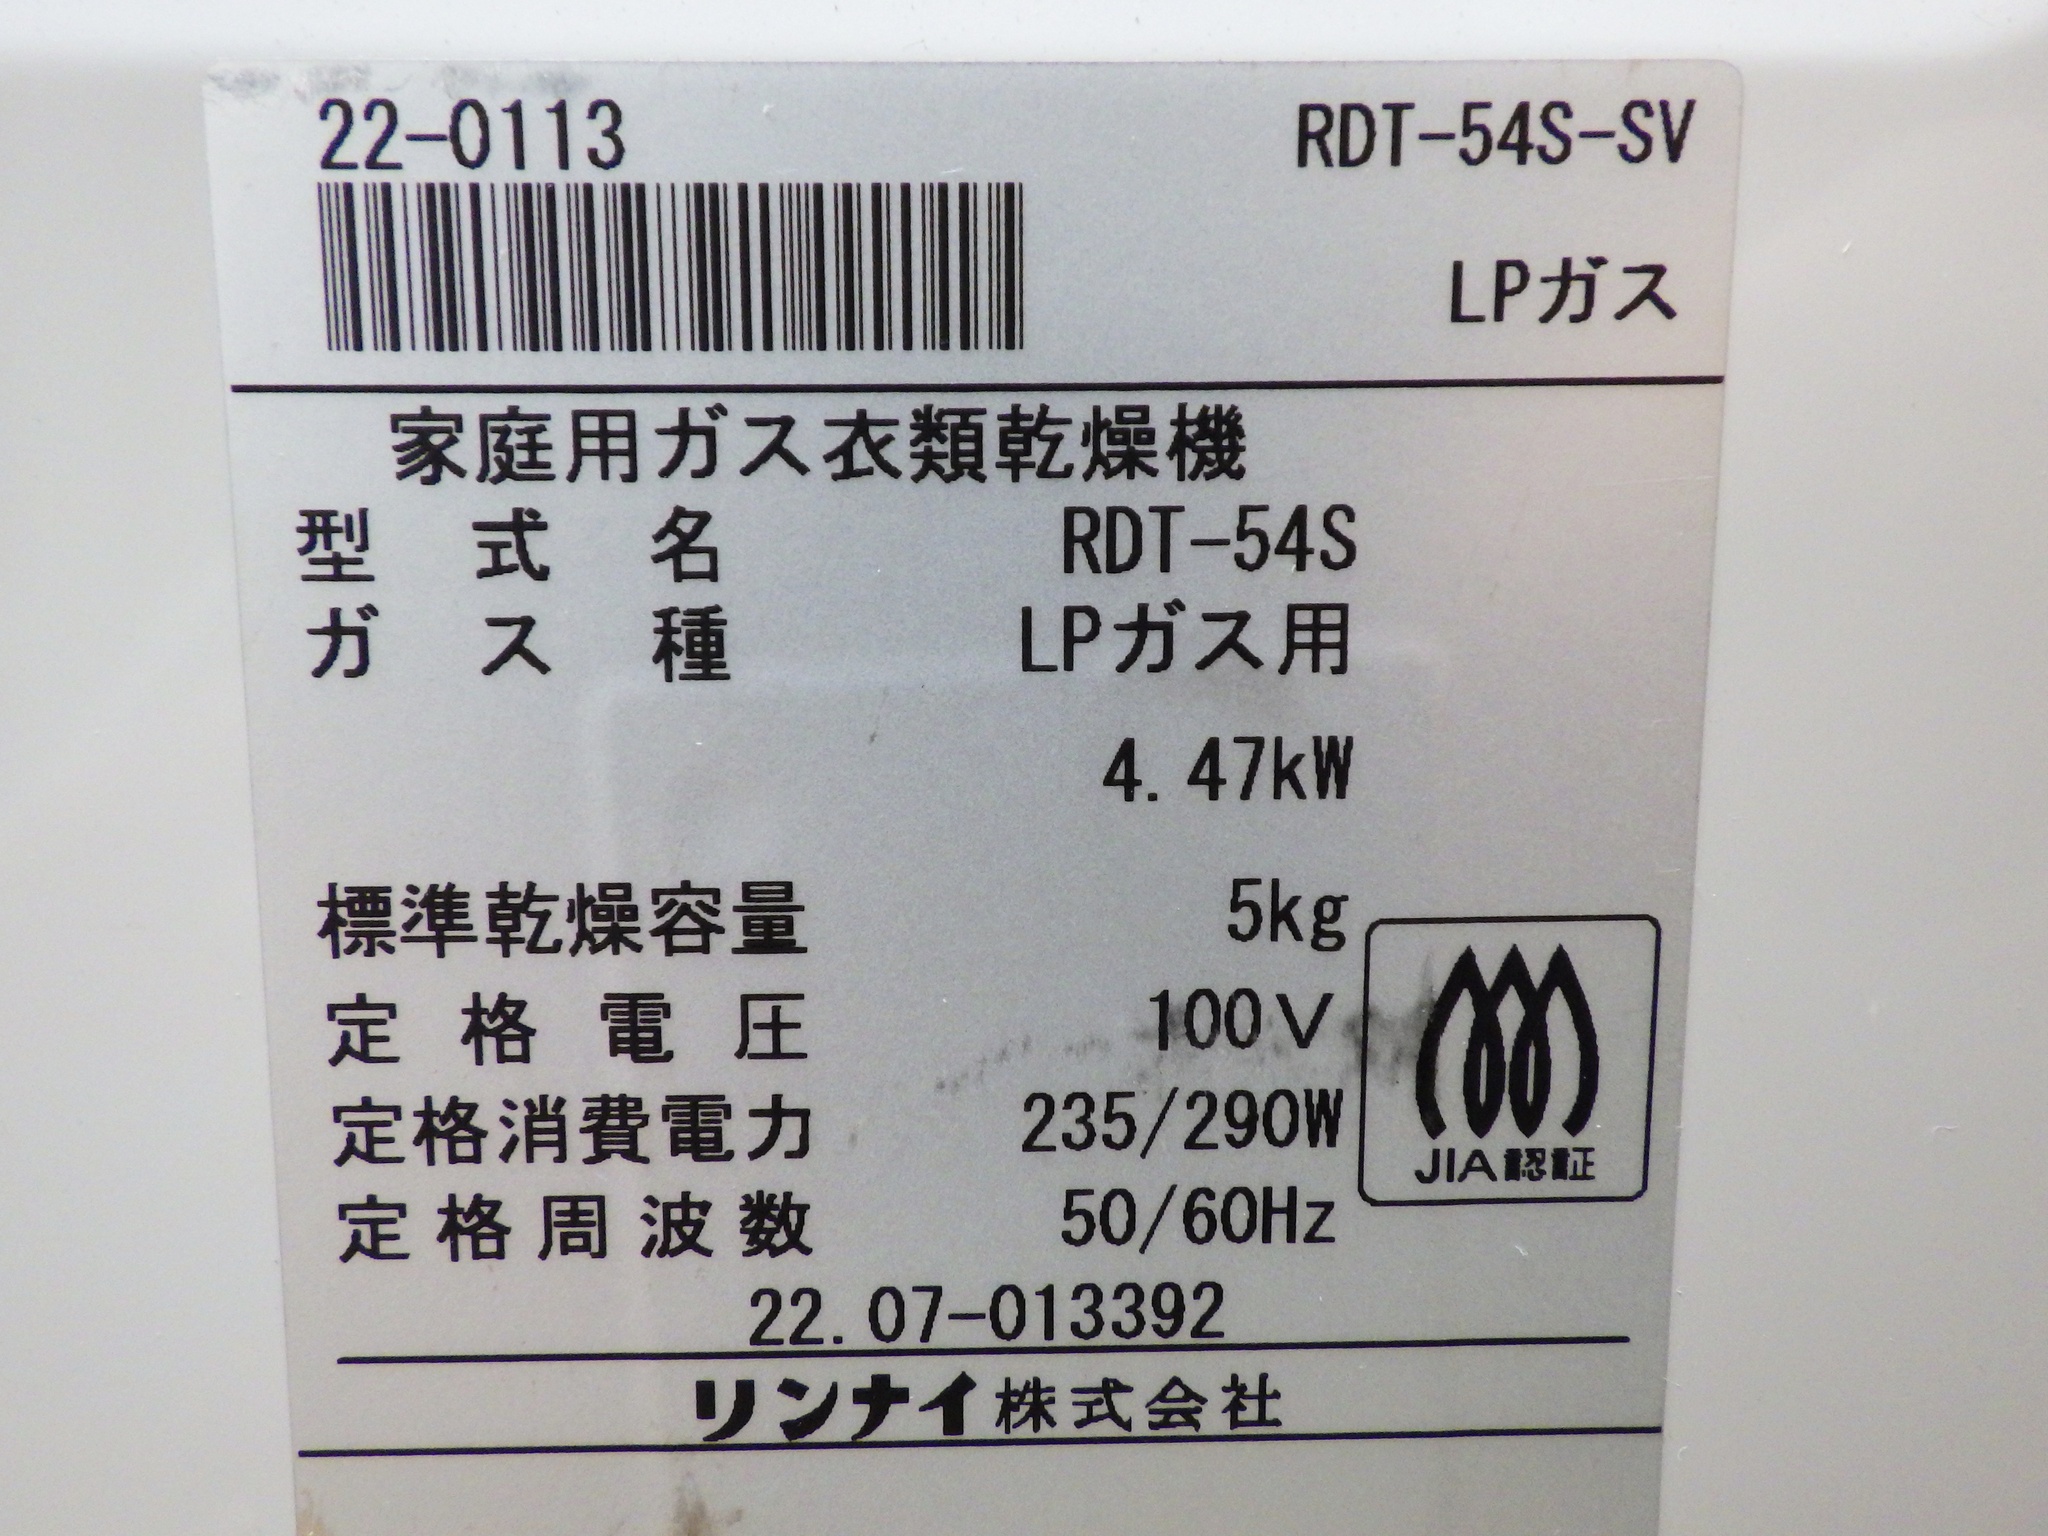 22-0113 RDT-54S-SV
LPガス
家庭用ガス衣類乾燥機
型式名 RDT-54S
ガス種 LPガス用
4.47kW
標準乾燥容量 5kg
定格電圧 100V
定格消費電力 235/290W
定格周波数 50/60Hz
JIA認証
22.07-013392
リンナイ株式会社